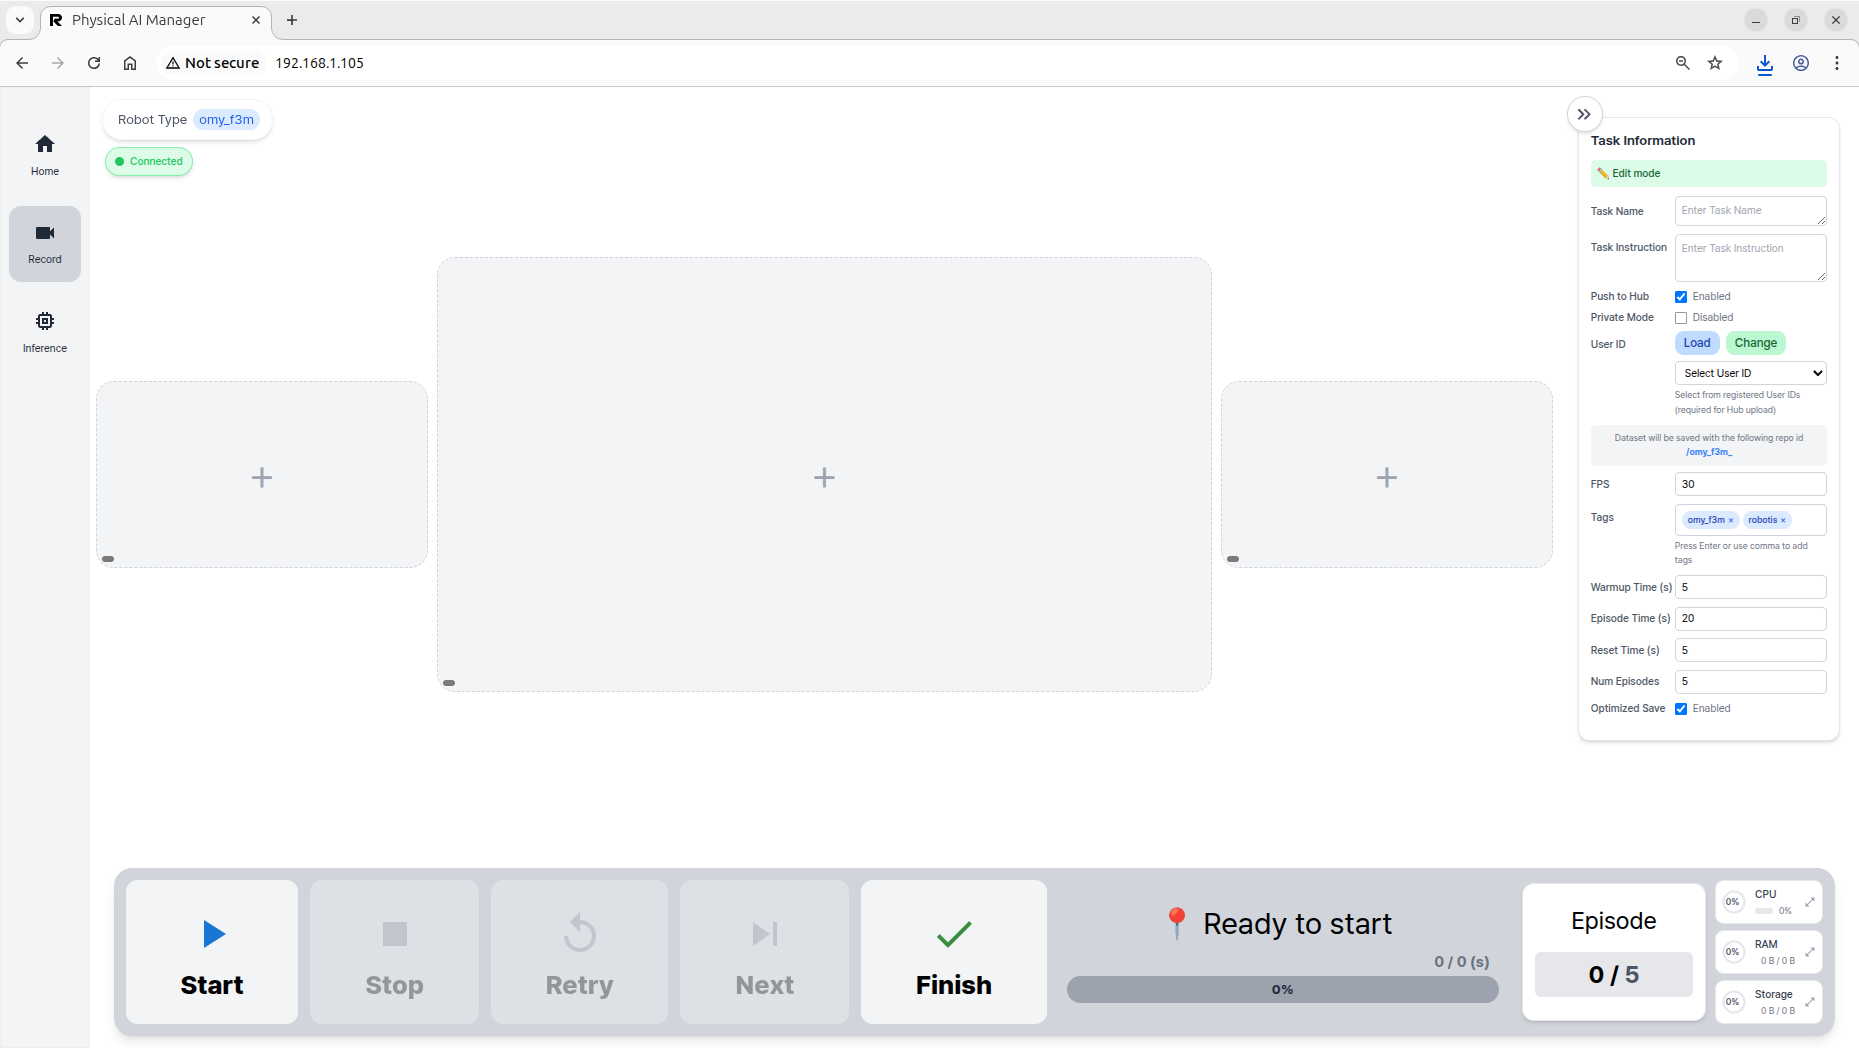 Physical AI Manager
Not secure 192.168.1.105
Robot Type omy_f3m
Connected
Home
Record
Inference
Task Information
✏️ Edit mode
Task Name Enter Task Name
Task Instruction Enter Task Instruction
Push to Hub Enabled
Private Mode Disabled
User ID Load Change
Select User ID
Select from registered User IDs
(required for Hub upload)
Dataset will be saved with the following repo id
/omy_f3m_
FPS 30
Tags omy_f3m × robotis ×
Press Enter or use comma to add
tags
Warmup Time (s) 5
Episode Time (s) 20
Reset Time (s) 5
Num Episodes 5
Optimized Save Enabled
Start
Stop
Retry
Next
Finish
📍 Ready to start
0 / 0 (s)
0%
Episode
0 / 5
0% CPU
0%
0% RAM
0 B / 0 B
0% Storage
0 B / 0 B